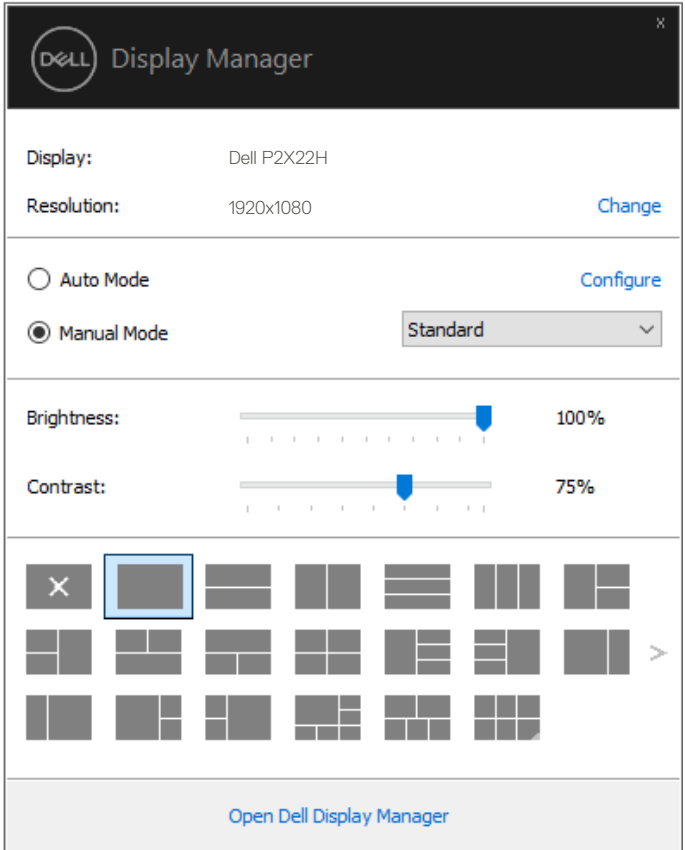 x
DELL Display Manager
Display: Dell P2X22H
Resolution: 1920x1080 Change
Auto Mode Configure
Manual Mode Standard
Brightness: 100%
Contrast: 75%
Open Dell Display Manager